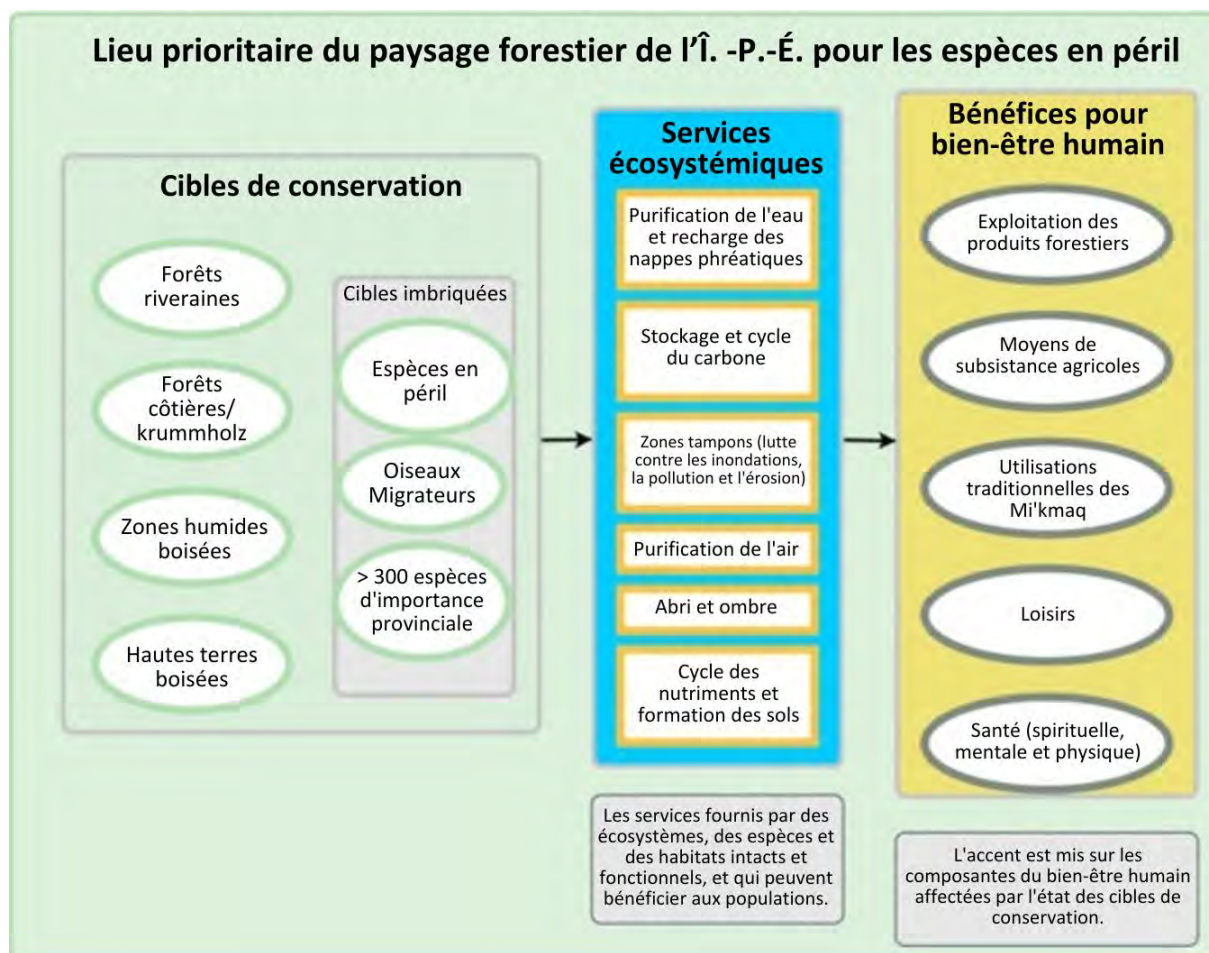 Lieu prioritaire du paysage forestier de l'Î. -P.-É. pour les espèces en péril
Cibles de conservation
Forêts
riveraines
Forêts
côtières/
krummholz
Zones humides
boisées
Hautes terres
boisées
Cibles imbriquées
Espèces en
péril
Oiseaux
Migrateurs
> 300 espèces
d'importance
provinciale
Services
écosystémiques
Purification de l'eau
et recharge des
nappes phréatiques
Stockage et cycle
du carbone
Zones tampons (lutte
contre les inondations,
la pollution et l'érosion)
Purification de l'air
Abri et ombre
Cycle des
nutriments et
formation des sols
Les services fournis par des
écosystèmes, des espèces et
des habitats intacts et
fonctionnels, et qui peuvent
bénéficier aux populations.
Bénéfices pour
bien-être humain
Exploitation des
produits forestiers
Moyens de
subsistance agricoles
Utilisations
traditionnelles des
Mi'kmaq
Loisirs
Santé (spirituelle,
mentale et physique)
L'accent est mis sur les
composantes du bien-être humain
affectées par l'état des cibles de
conservation.